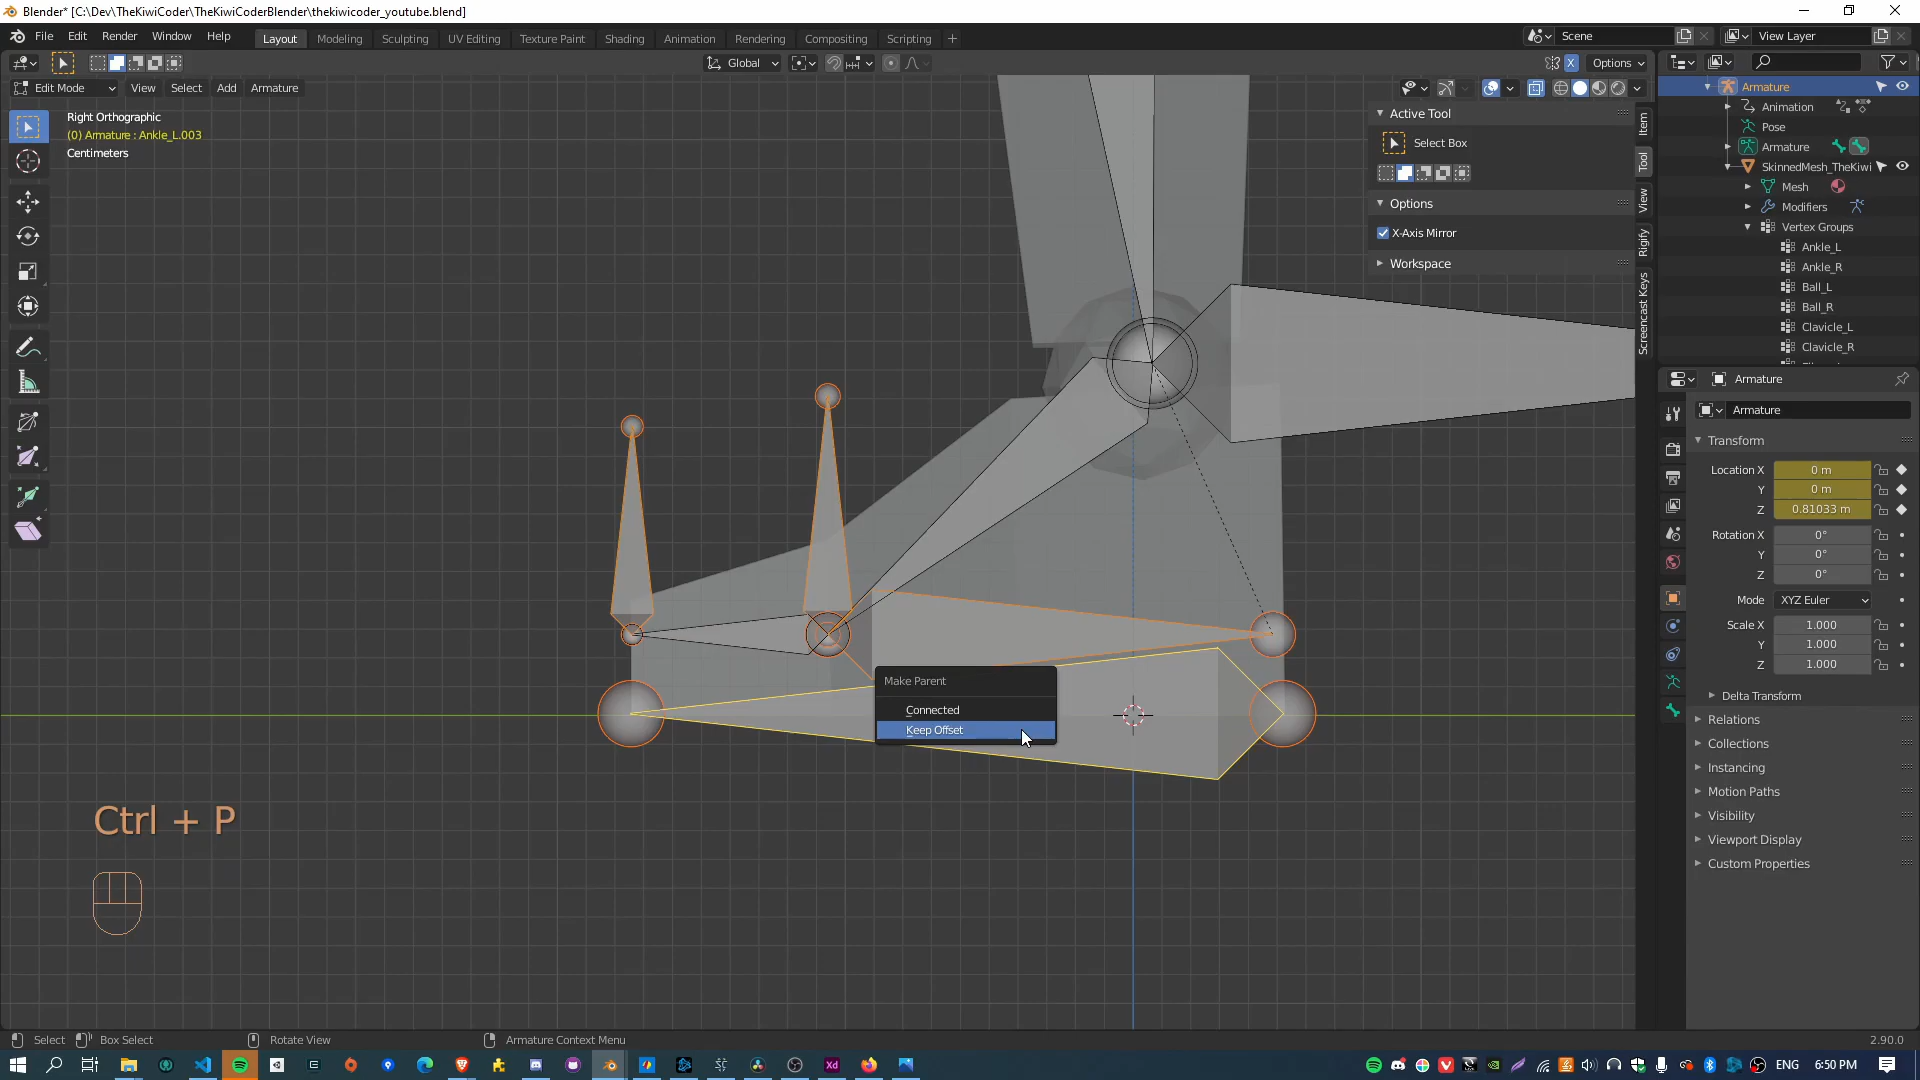 Blender* [C:\Dev\TheKiwiCoder\TheKiwiCoderBlender\thekiwicoder_youtube.blend]
File Edit Render Window Help
Layout Modeling Sculpting UV Editing Texture Paint Shading Animation Rendering Compositing Scripting
Scene
View Layer
Global
X
Options
Edit Mode View Select Add Armature
Right Orthographic
(0) Armature : Ankle_L.003
Centimeters
Active Tool
Select Box
Options
X-Axis Mirror
Workspace
Item
Tool
View
Rigify
Screencast Keys
Armature
Animation
Pose
Armature
SkinnedMesh_TheKiwi
Mesh
Modifiers
Vertex Groups
Ankle_L
Ankle_R
Ball_L
Ball_R
Clavicle_L
Clavicle_R
Armature
Armature
Transform
Location X 0 m
Y 0 m
Z 0.81033 m
Rotation X 0°
Y 0°
Z 0°
Mode XYZ Euler
Scale X 1.000
Y 1.000
Z 1.000
Delta Transform
Relations
Collections
Instancing
Motion Paths
Visibility
Viewport Display
Custom Properties
Make Parent
Connected
Keep Offset
Ctrl + P
Select Box Select Rotate View Armature Context Menu
2.90.0
Xd
ENG 6:50 PM